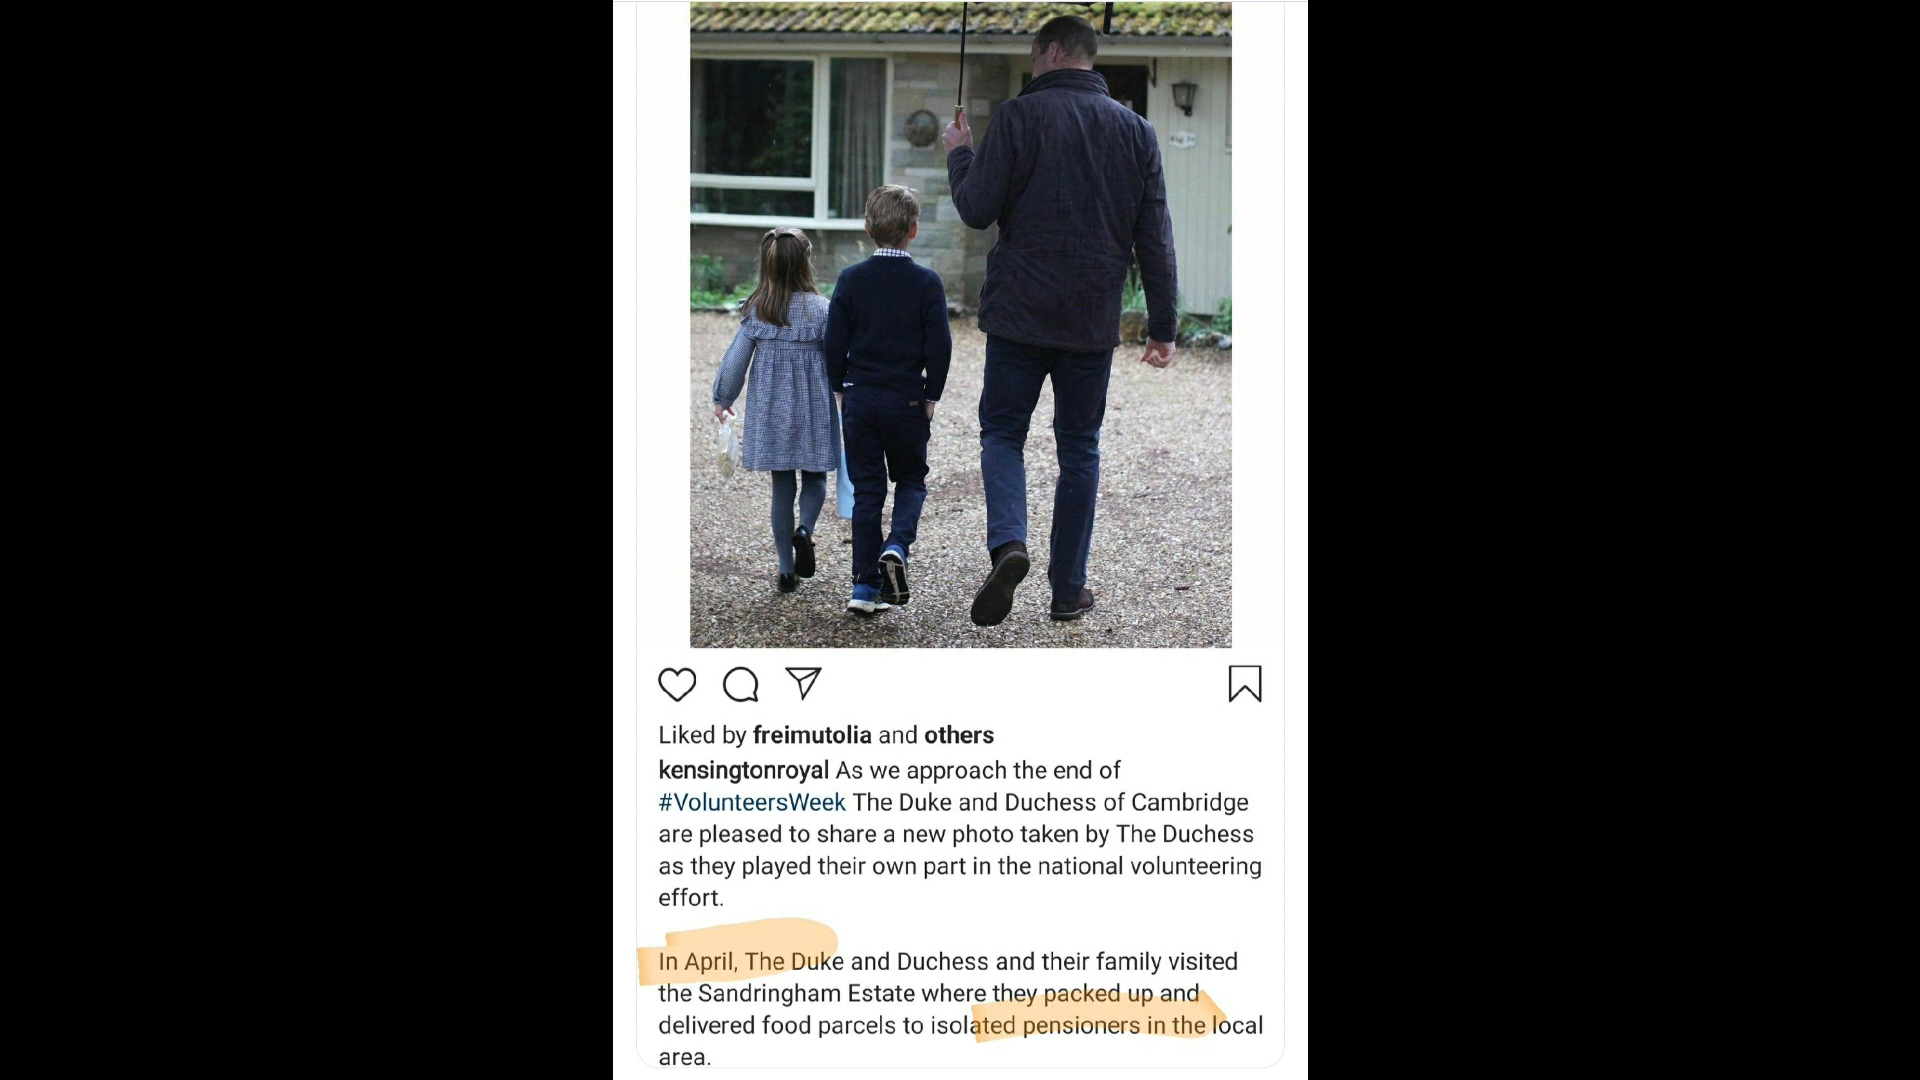 Liked by freimutolia and others
kensingtonroyal As we approach the end of
#VolunteersWeek The Duke and Duchess of Cambridge
are pleased to share a new photo taken by The Duchess
as they played their own part in the national volunteering
effort.
In April, The Duke and Duchess and their family visited
the Sandringham Estate where they packed up and
delivered food parcels to isolated pensioners in the local
area.